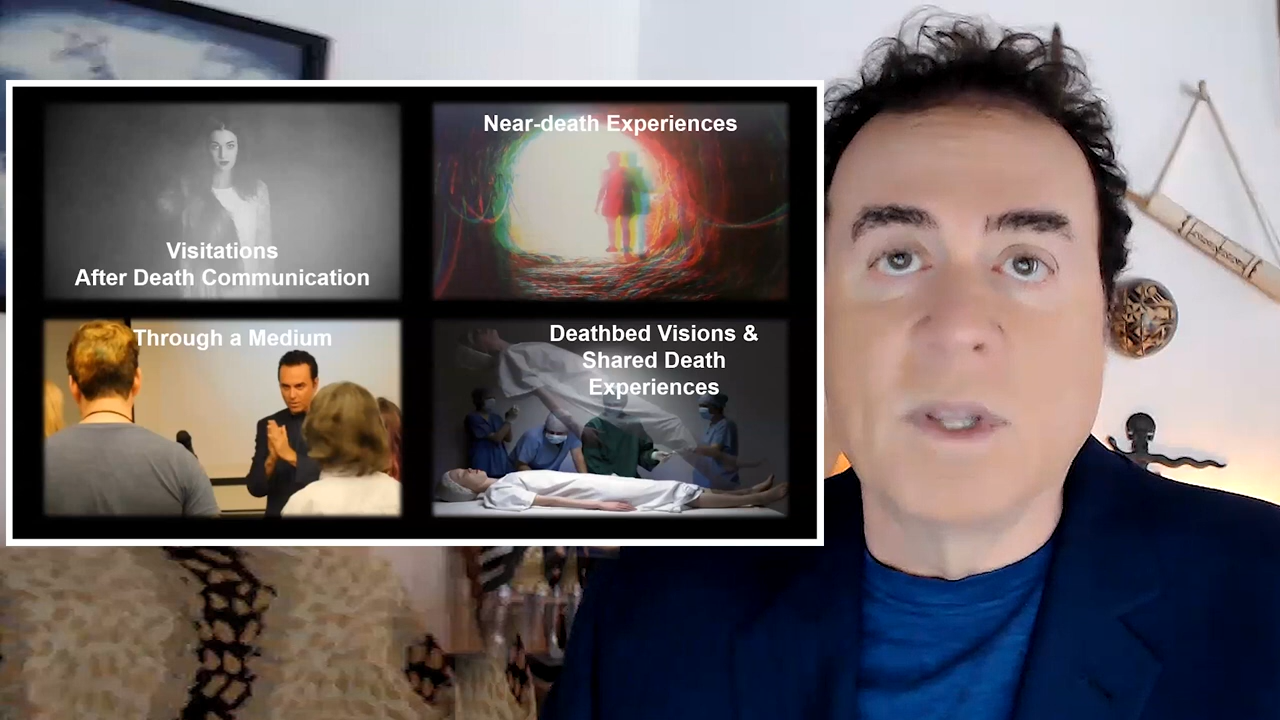 Visitations
After Death Communication
Near-death Experiences
Through a Medium
Deathbed Visions &
Shared Death
Experiences